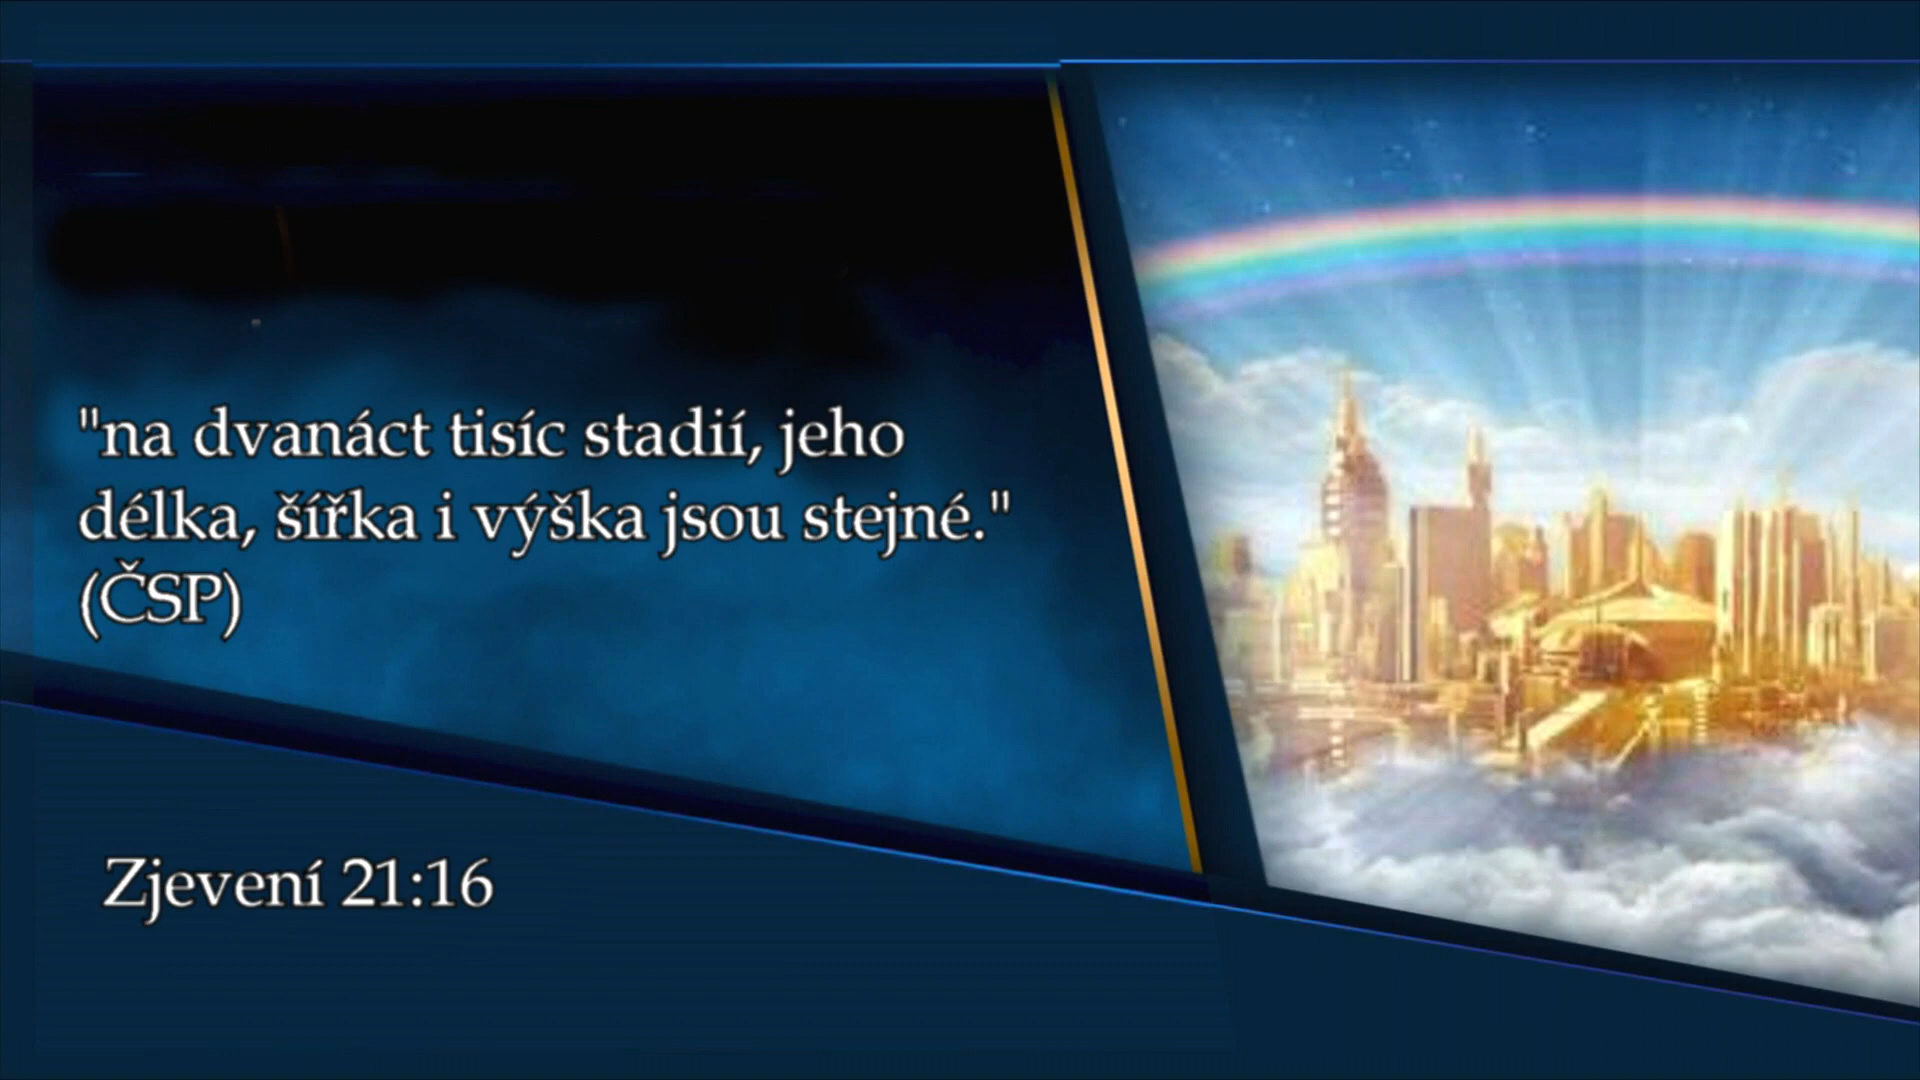 "na dvanáct tisíc stadií, jeho
délka, šířka i výška jsou stejné."
(ČSP)
Zjevení 21:16